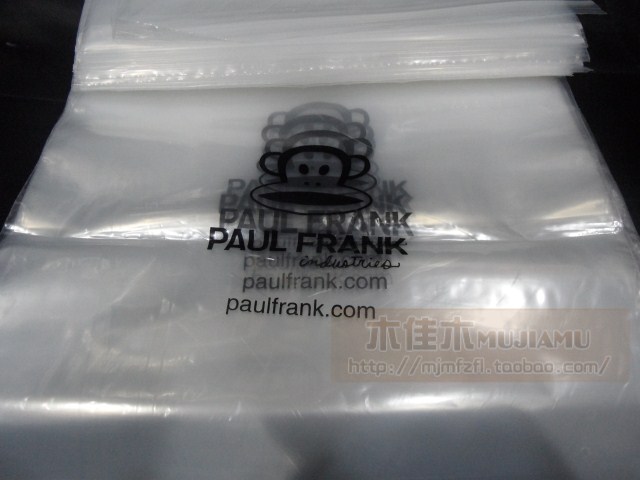 PAUL FRANK
industries
paulfrank.com
paulfrank.com
木佳木MUJIAMU
http://mjmfzfl.taobao.com/